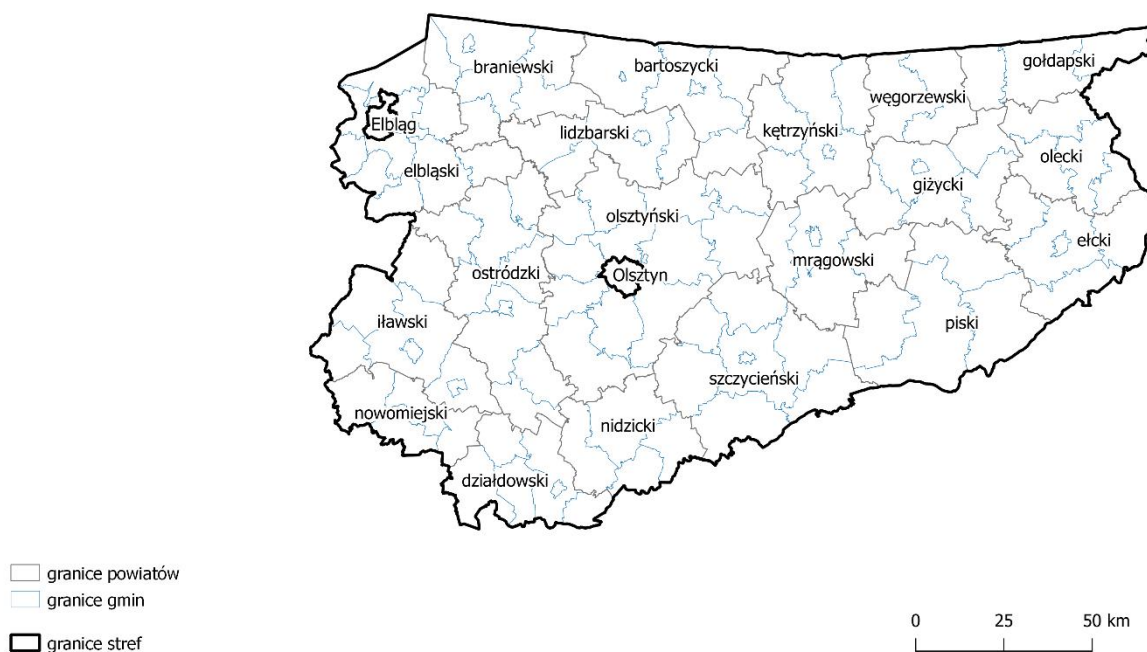 gołdapski
braniewski
bartoszycki
węgorzewski
Elbląg
lidzbarski
kętrzyński
olecki
elbląski
giżycki
olsztyński
ełcki
mrągowski
ostródzki
Olsztyn
iławski
piski
szczycieński
nowomiejski
nidzicki
działdowski
granice powiatów
granice gmin
granice stref
0 25 50 km